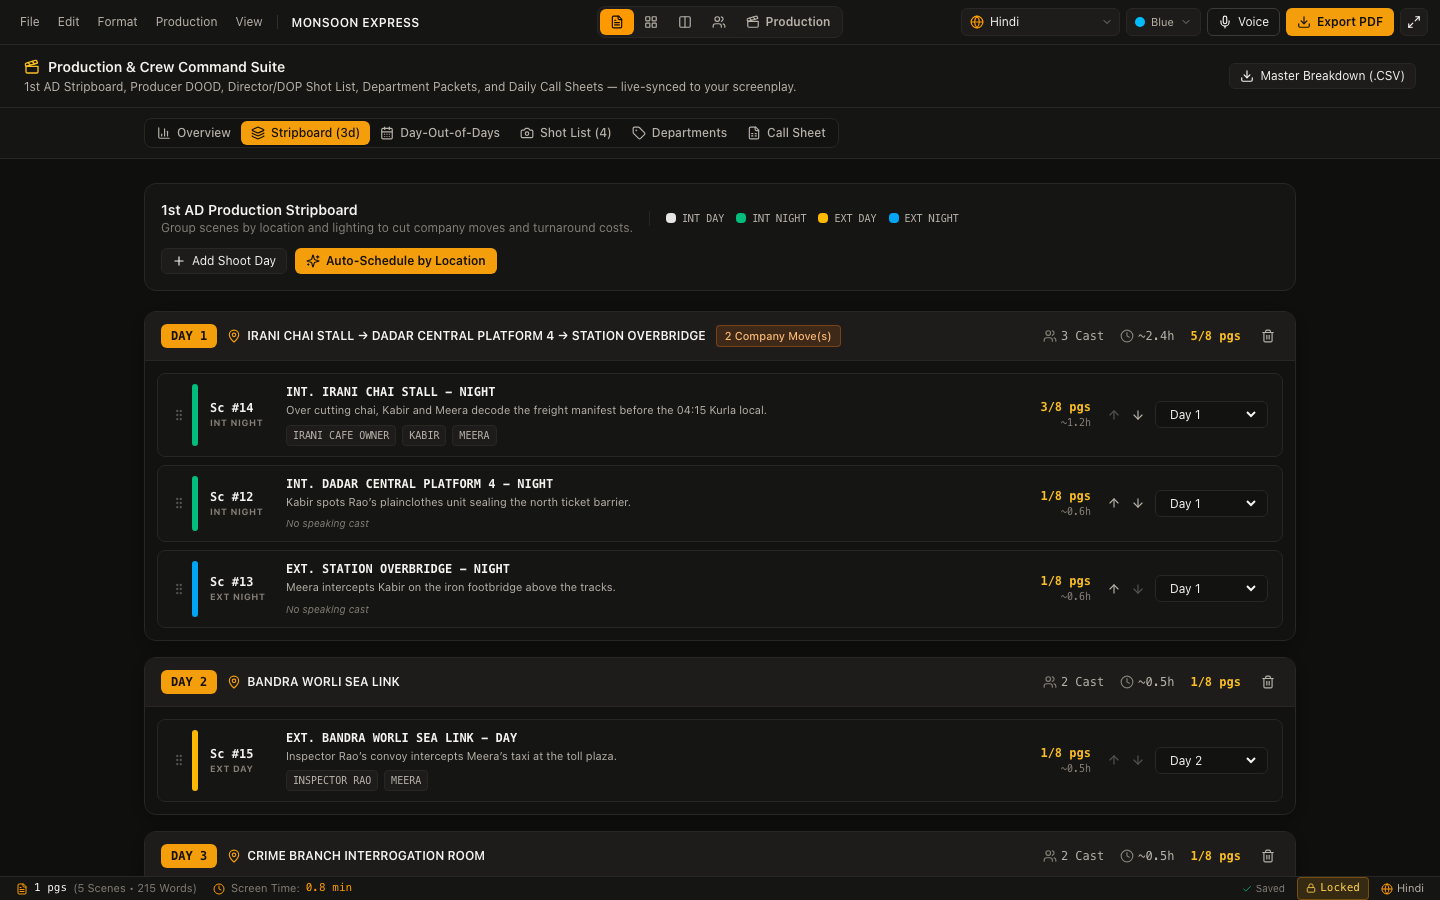 File Edit Format Production View MONSOON EXPRESS Production Hindi Blue Voice Export PDF
Production & Crew Command Suite
1st AD Stripboard, Producer DOOD, Director/DOP Shot List, Department Packets, and Daily Call Sheets — live-synced to your screenplay.
Master Breakdown (.CSV)
Overview Stripboard (3d) Day-Out-of-Days Shot List (4) Departments Call Sheet
1st AD Production Stripboard
Group scenes by location and lighting to cut company moves and turnaround costs.
INT DAY INT NIGHT EXT DAY EXT NIGHT
Add Shoot Day Auto-Schedule by Location
DAY 1 IRANI CHAI STALL → DADAR CENTRAL PLATFORM 4 → STATION OVERBRIDGE 2 Company Move(s) 3 Cast ~2.4h 5/8 pgs
Sc #14
INT NIGHT
INT. IRANI CHAI STALL – NIGHT
Over cutting chai, Kabir and Meera decode the freight manifest before the 04:15 Kurla local.
IRANI CAFE OWNER KABIR MEERA
3/8 pgs
~1.2h
Day 1
Sc #12
INT NIGHT
INT. DADAR CENTRAL PLATFORM 4 – NIGHT
Kabir spots Rao’s plainclothes unit sealing the north ticket barrier.
No speaking cast
1/8 pgs
~0.6h
Day 1
Sc #13
EXT NIGHT
EXT. STATION OVERBRIDGE – NIGHT
Meera intercepts Kabir on the iron footbridge above the tracks.
No speaking cast
1/8 pgs
~0.6h
Day 1
DAY 2 BANDRA WORLI SEA LINK 2 Cast ~0.5h 1/8 pgs
Sc #15
EXT DAY
EXT. BANDRA WORLI SEA LINK – DAY
Inspector Rao’s convoy intercepts Meera’s taxi at the toll plaza.
INSPECTOR RAO MEERA
1/8 pgs
~0.5h
Day 2
DAY 3 CRIME BRANCH INTERROGATION ROOM 2 Cast ~0.5h 1/8 pgs
1 pgs (5 Scenes • 215 Words) Screen Time: 0.8 min Saved Locked Hindi